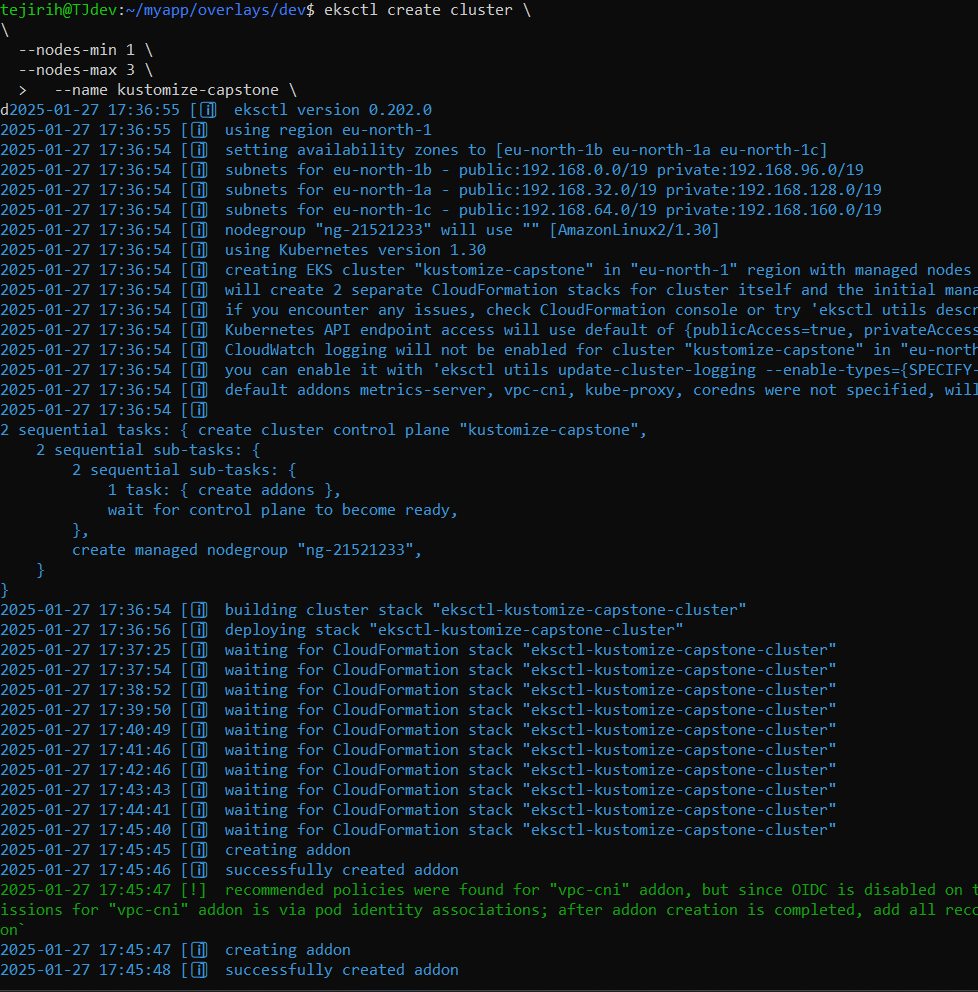 tejirih@TJdev:~/myapp/overlays/dev$ eksctl create cluster \
\
  --nodes-min 1 \
  --nodes-max 3 \
  >   --name kustomize-capstone \
d2025-01-27 17:36:55 [ℹ]  eksctl version 0.202.0
2025-01-27 17:36:55 [ℹ]  using region eu-north-1
2025-01-27 17:36:54 [ℹ]  setting availability zones to [eu-north-1b eu-north-1a eu-north-1c]
2025-01-27 17:36:54 [ℹ]  subnets for eu-north-1b - public:192.168.0.0/19 private:192.168.96.0/19
2025-01-27 17:36:54 [ℹ]  subnets for eu-north-1a - public:192.168.32.0/19 private:192.168.128.0/19
2025-01-27 17:36:54 [ℹ]  subnets for eu-north-1c - public:192.168.64.0/19 private:192.168.160.0/19
2025-01-27 17:36:54 [ℹ]  nodegroup "ng-21521233" will use "" [AmazonLinux2/1.30]
2025-01-27 17:36:54 [ℹ]  using Kubernetes version 1.30
2025-01-27 17:36:54 [ℹ]  creating EKS cluster "kustomize-capstone" in "eu-north-1" region with managed nodes
2025-01-27 17:36:54 [ℹ]  will create 2 separate CloudFormation stacks for cluster itself and the initial mana
2025-01-27 17:36:54 [ℹ]  if you encounter any issues, check CloudFormation console or try 'eksctl utils descr
2025-01-27 17:36:54 [ℹ]  Kubernetes API endpoint access will use default of {publicAccess=true, privateAccess
2025-01-27 17:36:54 [ℹ]  CloudWatch logging will not be enabled for cluster "kustomize-capstone" in "eu-north
2025-01-27 17:36:54 [ℹ]  you can enable it with 'eksctl utils update-cluster-logging --enable-types={SPECIFY-
2025-01-27 17:36:54 [ℹ]  default addons metrics-server, vpc-cni, kube-proxy, coredns were not specified, will
2025-01-27 17:36:54 [ℹ]
2 sequential tasks: { create cluster control plane "kustomize-capstone",
    2 sequential sub-tasks: {
        2 sequential sub-tasks: {
            1 task: { create addons },
            wait for control plane to become ready,
        },
        create managed nodegroup "ng-21521233",
    }
}
2025-01-27 17:36:54 [ℹ]  building cluster stack "eksctl-kustomize-capstone-cluster"
2025-01-27 17:36:56 [ℹ]  deploying stack "eksctl-kustomize-capstone-cluster"
2025-01-27 17:37:25 [ℹ]  waiting for CloudFormation stack "eksctl-kustomize-capstone-cluster"
2025-01-27 17:37:54 [ℹ]  waiting for CloudFormation stack "eksctl-kustomize-capstone-cluster"
2025-01-27 17:38:52 [ℹ]  waiting for CloudFormation stack "eksctl-kustomize-capstone-cluster"
2025-01-27 17:39:50 [ℹ]  waiting for CloudFormation stack "eksctl-kustomize-capstone-cluster"
2025-01-27 17:40:49 [ℹ]  waiting for CloudFormation stack "eksctl-kustomize-capstone-cluster"
2025-01-27 17:41:46 [ℹ]  waiting for CloudFormation stack "eksctl-kustomize-capstone-cluster"
2025-01-27 17:42:46 [ℹ]  waiting for CloudFormation stack "eksctl-kustomize-capstone-cluster"
2025-01-27 17:43:43 [ℹ]  waiting for CloudFormation stack "eksctl-kustomize-capstone-cluster"
2025-01-27 17:44:41 [ℹ]  waiting for CloudFormation stack "eksctl-kustomize-capstone-cluster"
2025-01-27 17:45:40 [ℹ]  waiting for CloudFormation stack "eksctl-kustomize-capstone-cluster"
2025-01-27 17:45:45 [ℹ]  creating addon
2025-01-27 17:45:46 [ℹ]  successfully created addon
2025-01-27 17:45:47 [!]  recommended policies were found for "vpc-cni" addon, but since OIDC is disabled on t
issions for "vpc-cni" addon is via pod identity associations; after addon creation is completed, add all reco
on`
2025-01-27 17:45:47 [ℹ]  creating addon
2025-01-27 17:45:48 [ℹ]  successfully created addon